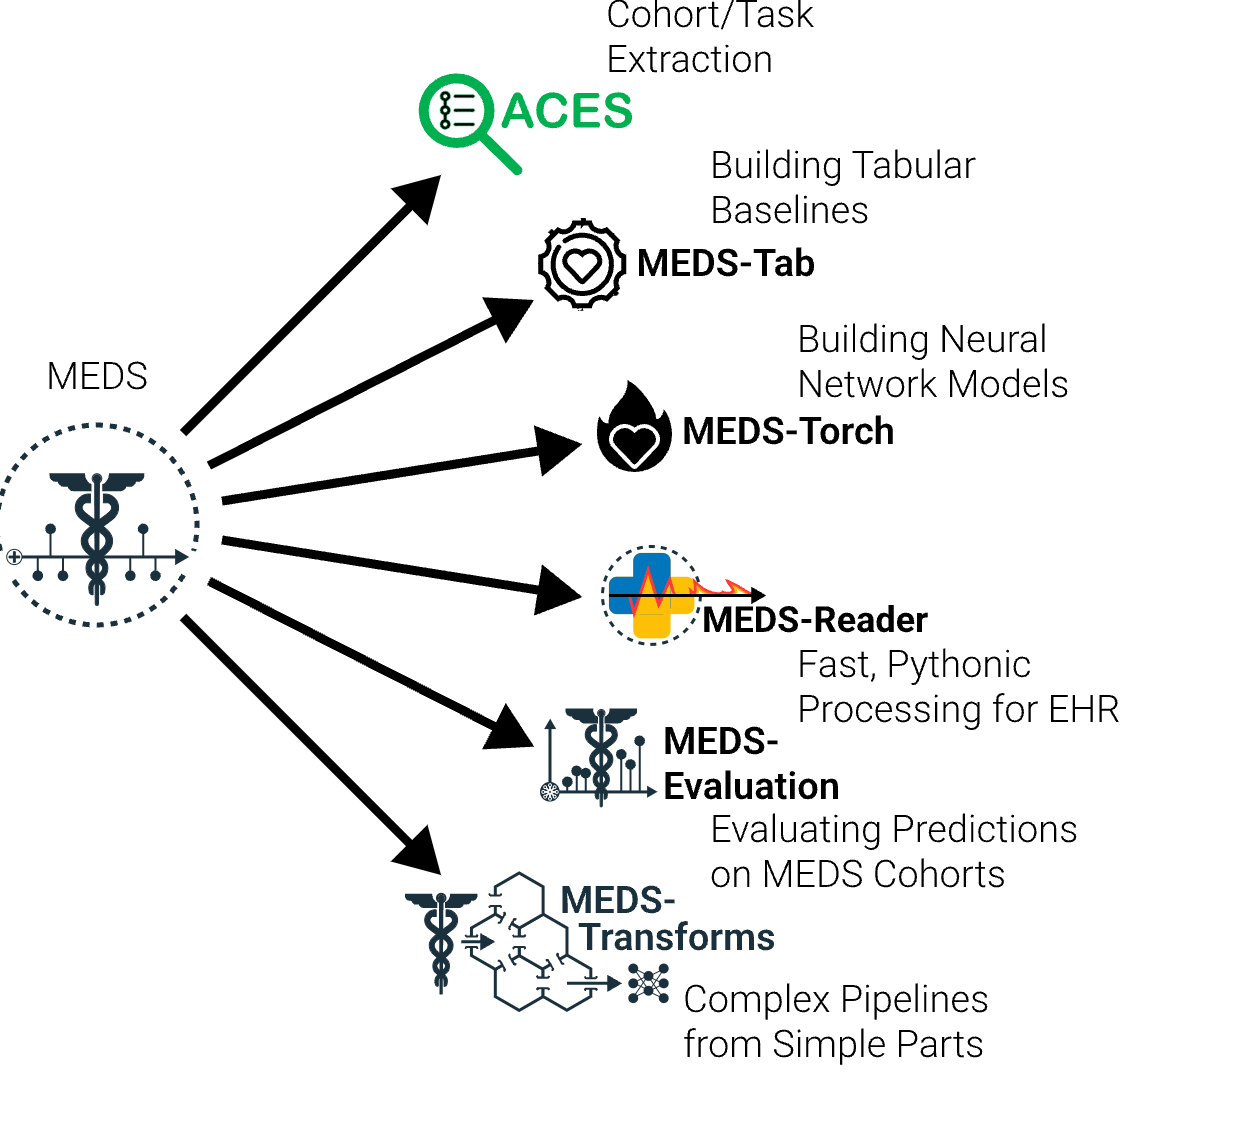 Cohort/Task
Extraction
ACES
Building Tabular
Baselines
MEDS-Tab
Building Neural
Network Models
MEDS
MEDS-Torch
MEDS-Reader
Fast, Pythonic
Processing for EHR
MEDS-
Evaluation
Evaluating Predictions
on MEDS Cohorts
MEDS-
Transforms
Complex Pipelines
from Simple Parts